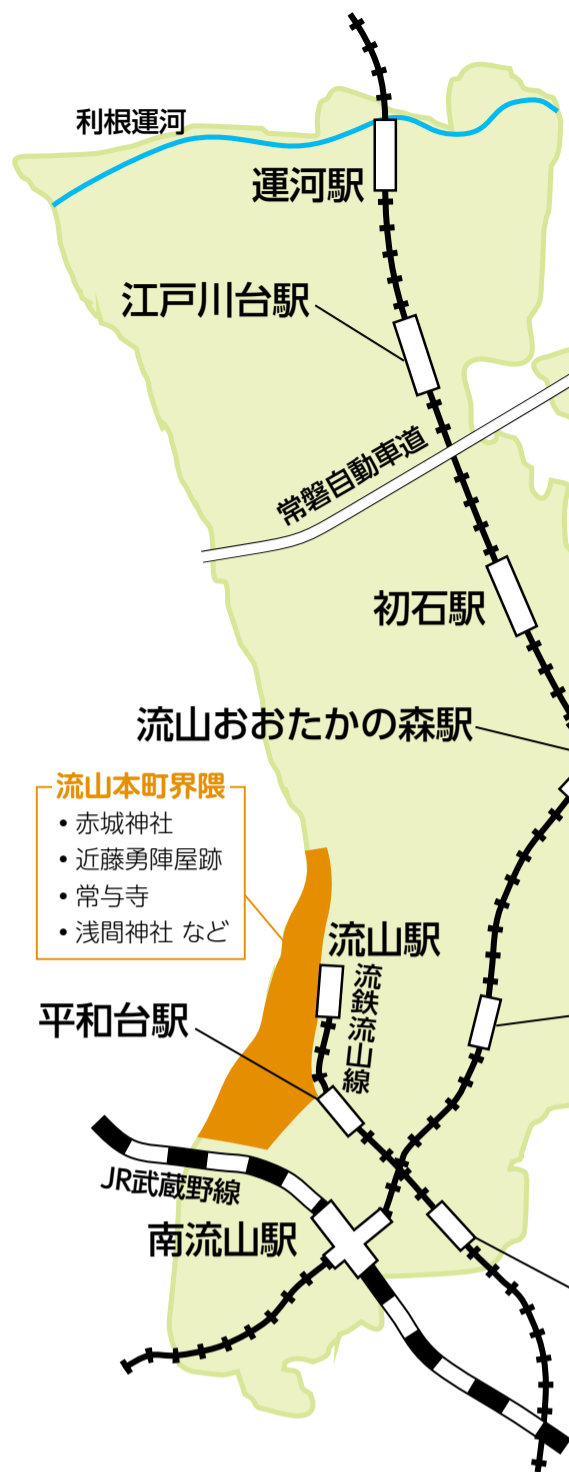 利根運河
運河駅
江戸川台駅
常磐自動車道
初石駅
流山おおたかの森駅
流山本町界隈
• 赤城神社
• 近藤勇陣屋跡
• 常与寺
• 浅間神社 など
流山駅
流鉄流山線
平和台駅
JR武蔵野線
南流山駅